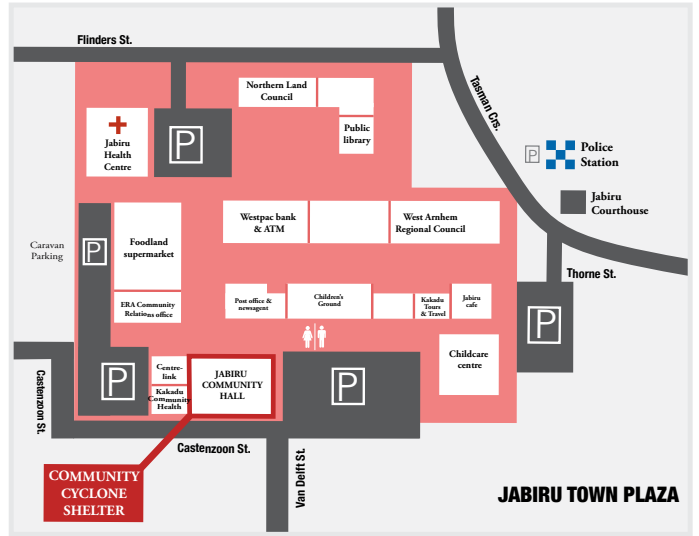 Flinders St.
Tasman Crs.
Northern Land
Council
Public
library
Jabiru
Health
Centre
P
P
Police
Station
Jabiru
Courthouse
Caravan
Parking
P
Foodland
supermarket
Westpac bank
& ATM
West Arnhem
Regional Council
Thorne St.
ERA Community
Relations office
Post office &
newsagent
Children's
Ground
Kakadu
Tours
& Travel
Jabiru
cafe
P
Childcare
centre
Castenzoon St.
P
Centre-
link
Kakadu
Community
Health
JABIRU
COMMUNITY
HALL
P
Castenzoon St.
Van Delft St.
COMMUNITY
CYCLONE
SHELTER
JABIRU TOWN PLAZA